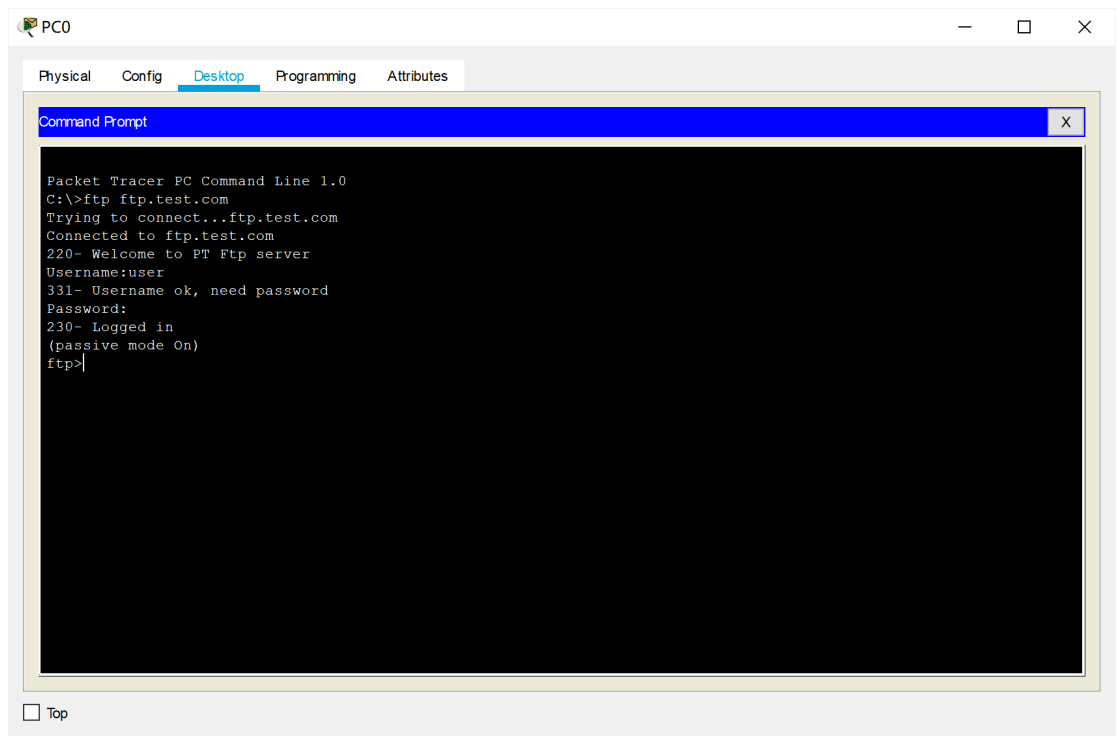 PC0
Physical Config Desktop Programming Attributes
Command Prompt X
Packet Tracer PC Command Line 1.0
C:\>ftp ftp.test.com
Trying to connect...ftp.test.com
Connected to ftp.test.com
220- Welcome to PT Ftp server
Username:user
331- Username ok, need password
Password:
230- Logged in
(passive mode On)
ftp>
Top